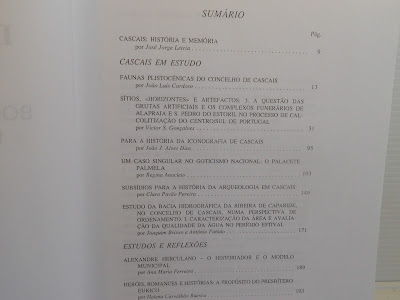 SUMÁRIO
Pág.
CASCAIS: HISTÓRIA E MEMÓRIA
por José Jorge Letria 9
CASCAIS EM ESTUDO
FAUNAS PLISTOCÉNICAS DO CONCELHO DE CASCAIS
por João Luís Cardoso 13
SÍTIOS, «HORIZONTES» E ARTEFACTOS: 3. A QUESTÃO DAS
GRUTAS ARTIFICIAIS E OS COMPLEXOS FUNERÁRIOS DE
ALAPRAIA E S. PEDRO DO ESTORIL NO PROCESSO DE CAL-
COLITIZAÇÃO DO CENTRO/SUL DE PORTUGAL
por Victor S. Gonçalves 31
PARA A HISTÓRIA DA ICONOGRAFIA DE CASCAIS
por João J. Alves Dias
UM CASO SINGULAR NO GOTICISMO NACIONAL: O PALACETE
PALMELA
por Regina Anacleto 103
SUBSÍDIOS PARA A HISTÓRIA DA ARQUEOLOGIA EM CASCAIS
por Clara Pavão Pereira
ESTUDO DA BACIA HIDROGRÁFICA DA RIBEIRA DE CAPARIDE,
NO CONCELHO DE CASCAIS, NUMA PERSPECTIVA DE
ORDENAMENTO. I. CARACTERIZAÇÃO DA ÁREA E AVALIA-
ÇÃO DA QUALIDADE DA ÁGUA NO PERÍODO ESTIVAL
por Joaquim e António 171
ESTUDOS E REFLEXÕES
ALEXANDRE HERCULANO – O HISTORIADOR E O MODELO
MUNICIPAL
por Ana Maria Ferreira 189
HERÓIS, ROMANCES E HISTÓRIAS: A PROPÓSITO DO PRESBÍTERO
EURICO
por Helena
BO